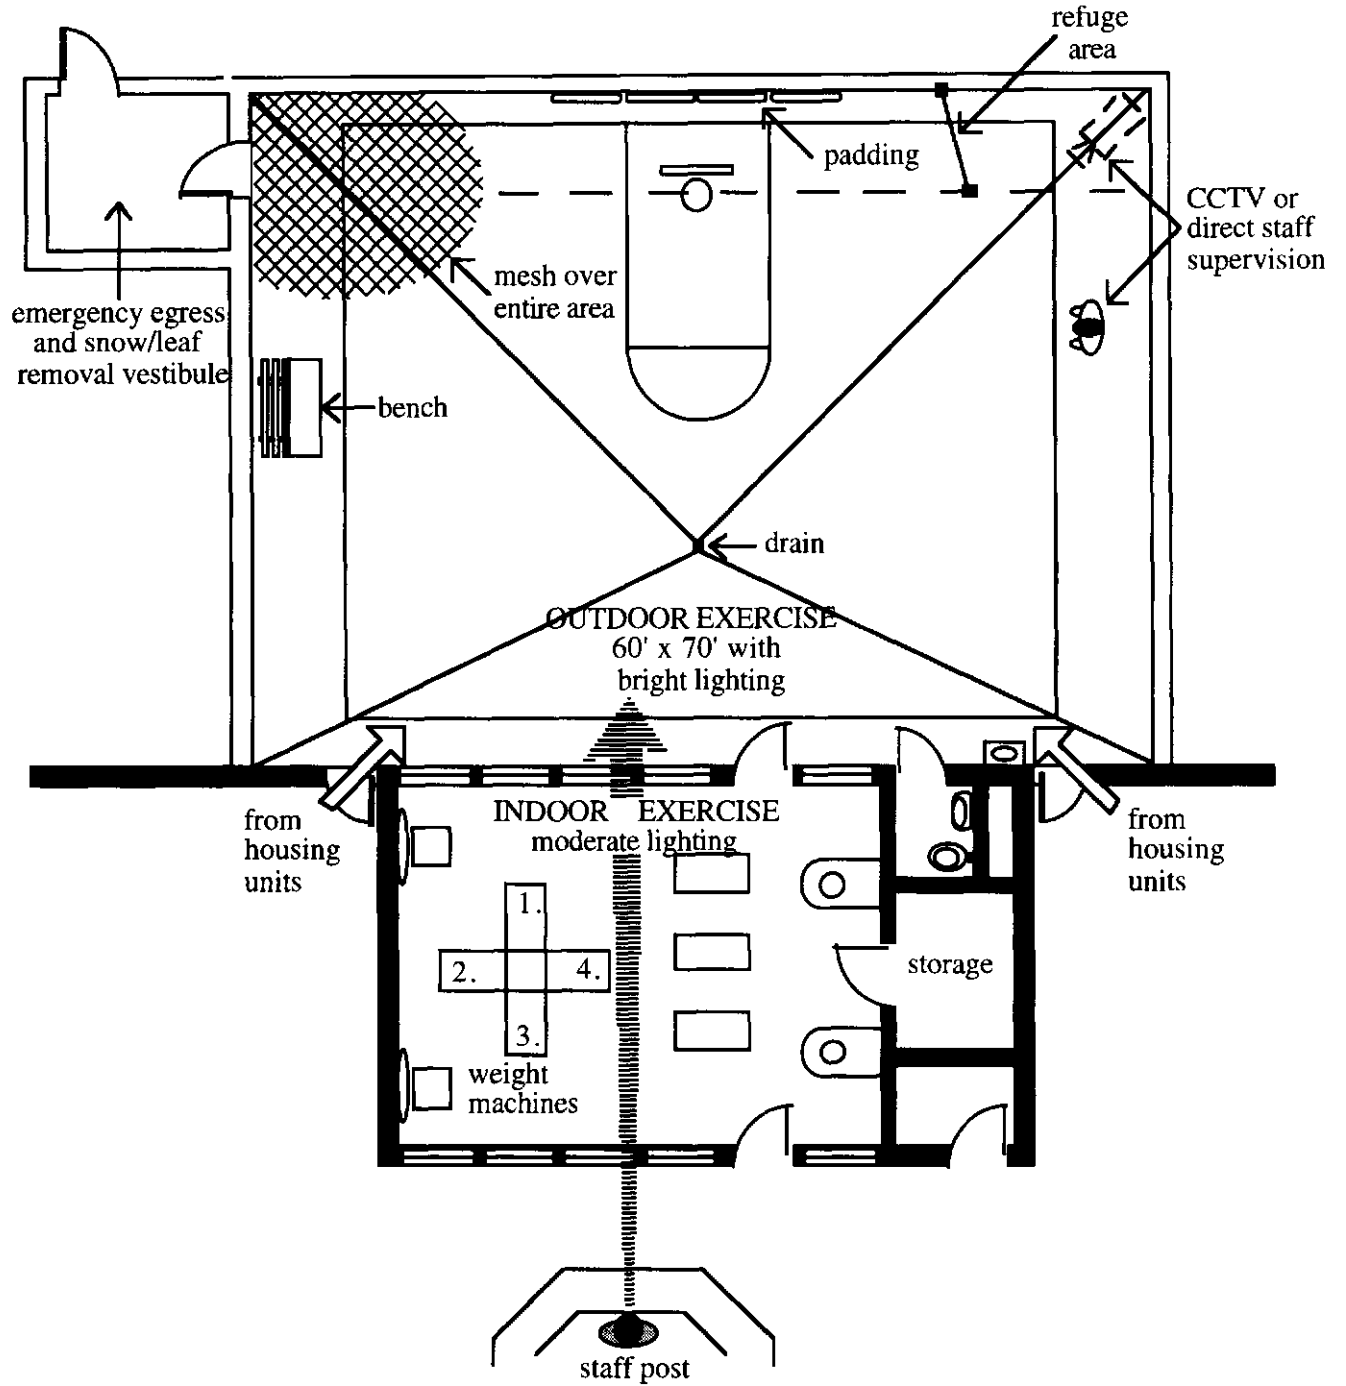 refuge
area
padding
CCTV or
direct staff
supervision
mesh over
entire area
emergency egress
and snow/leaf
removal vestibule
bench
drain
OUTDOOR EXERCISE
60' x 70' with
bright lighting
INDOOR EXERCISE
moderate lighting
from
housing
units
from
housing
units
1.
2.
4.
3.
storage
weight
machines
staff post